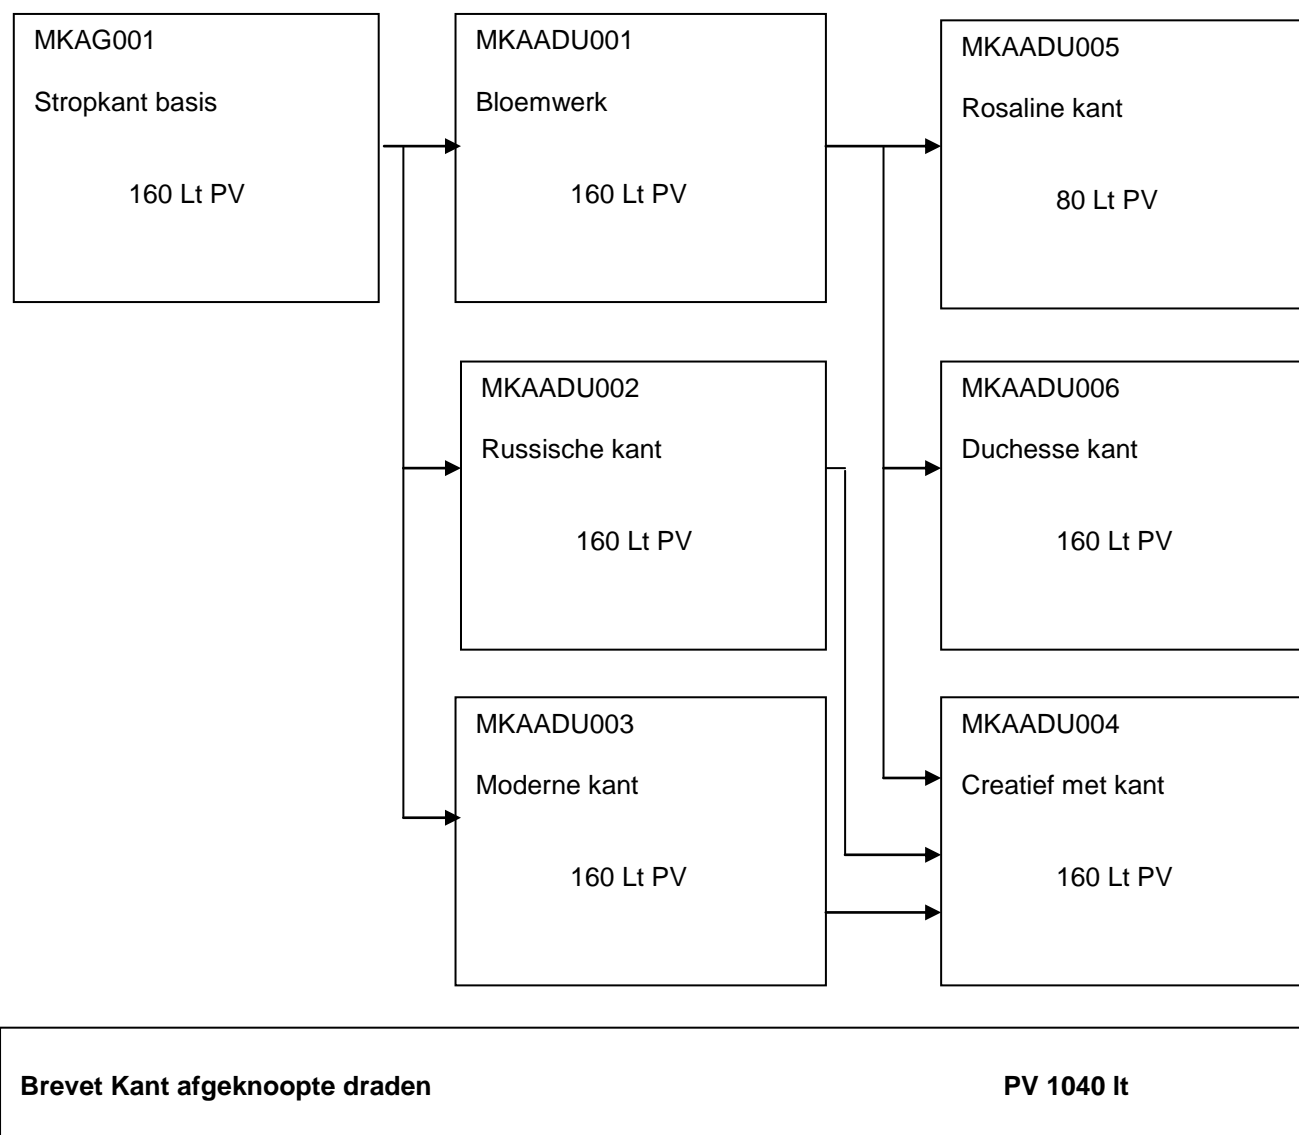 MKAG001
Stropkant basis
160 Lt PV
MKAADU001
Bloemwerk
160 Lt PV
MKAADU005
Rosaline kant
80 Lt PV
MKAADU002
Russische kant
160 Lt PV
MKAADU006
Duchesse kant
160 Lt PV
MKAADU003
Moderne kant
160 Lt PV
MKAADU004
Creatief met kant
160 Lt PV
Brevet Kant afgeknoopte draden PV 1040 lt